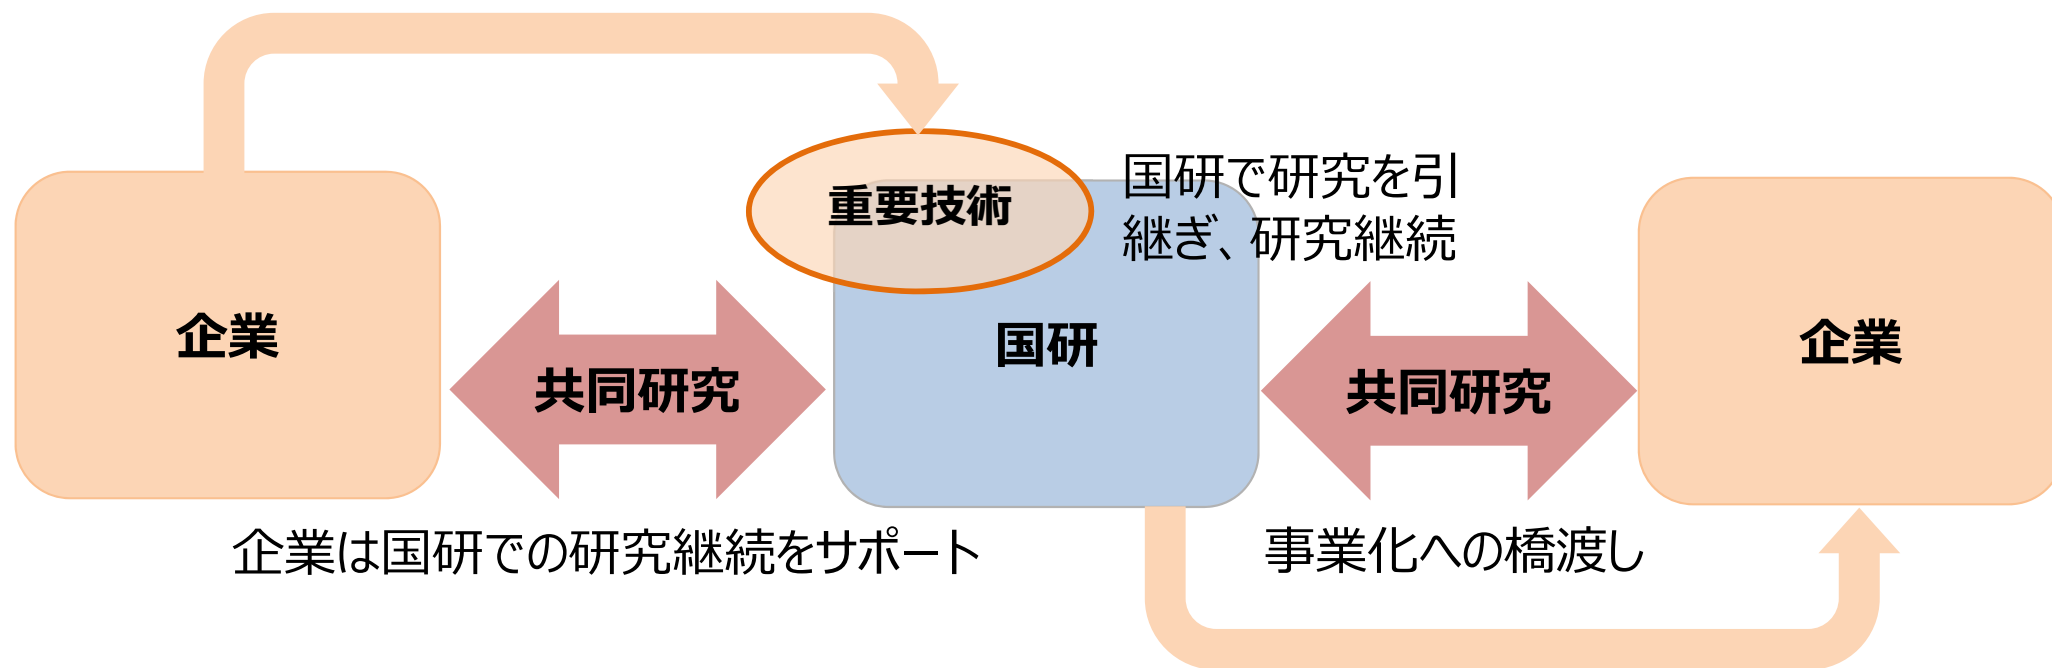 重要技術
国研で研究を引
継ぎ、研究継続
企業
共同研究
国研
共同研究
企業
企業は国研での研究継続をサポート
事業化への橋渡し